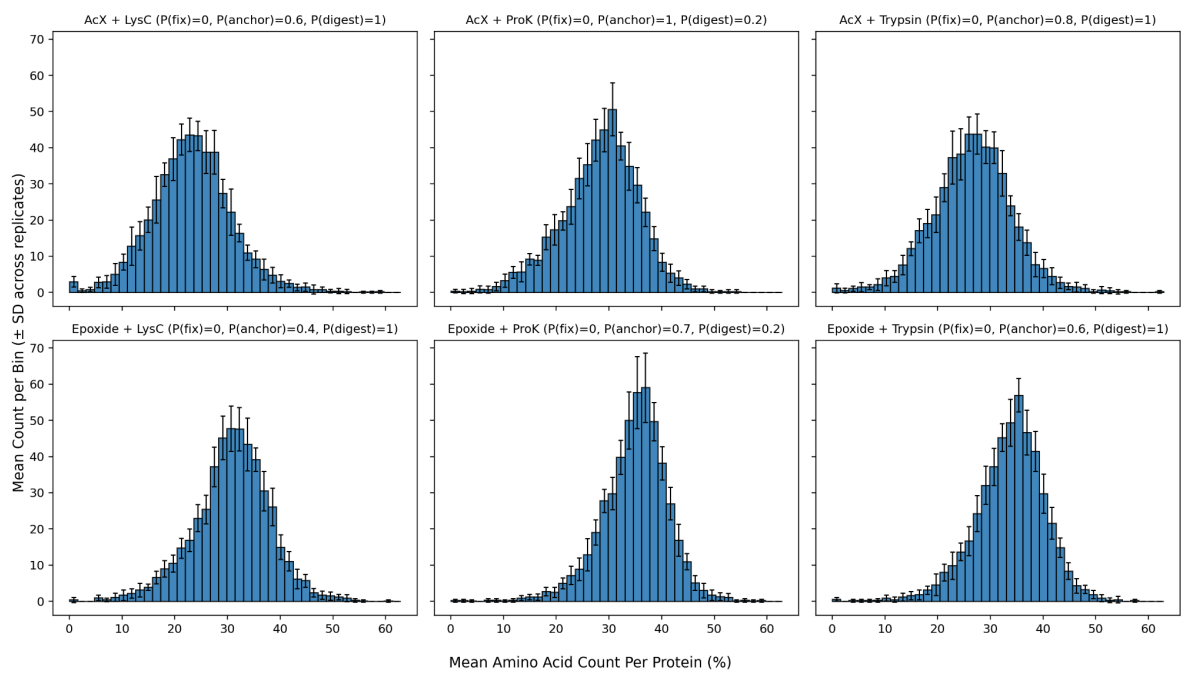 AcX + LysC (P(fix)=0, P(anchor)=0.6, P(digest)=1)
AcX + ProK (P(fix)=0, P(anchor)=1, P(digest)=0.2)
AcX + Trypsin (P(fix)=0, P(anchor)=0.8, P(digest)=1)
70
60
50
40
30
20
10
0
Epoxide + LysC (P(fix)=0, P(anchor)=0.4, P(digest)=1)
Epoxide + ProK (P(fix)=0, P(anchor)=0.7, P(digest)=0.2)
Epoxide + Trypsin (P(fix)=0, P(anchor)=0.6, P(digest)=1)
70
60
50
40
30
20
10
0
0 10 20 30 40 50 60
0 10 20 30 40 50 60
0 10 20 30 40 50 60
Mean Count per Bin (± SD across replicates)
Mean Amino Acid Count Per Protein (%)